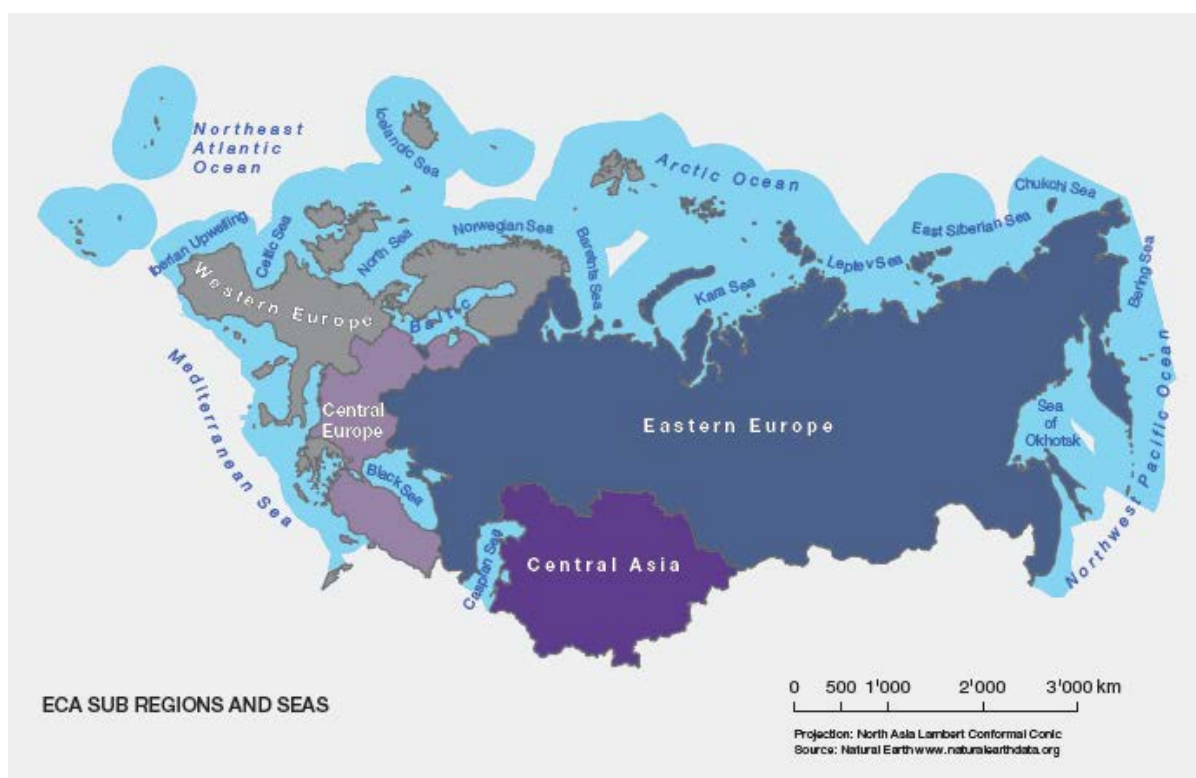 Northeast
Atlantic
Ocean
Icelandic Sea
Arctic Ocean
Chukchi Sea
East Siberian Sea
Bering Sea
Iberian Upwelling
Celtic Sea
North Sea
Norwegian Sea
Barentrs Sea
Kara Sea
Leptev Sea
Western Europe
Baltic
Mediterranean Sea
Central
Europe
Black Sea
Eastern Europe
Sea
of
Okhotsk
Northwest Pacific Ocean
Caspian Sea
Central Asia
ECA SUB REGIONS AND SEAS
0 500 1'000 2'000 3'000 km
Projection: North Asia Lambert Conformal Conic
Source: Natural Earth www.naturalearthdata.org